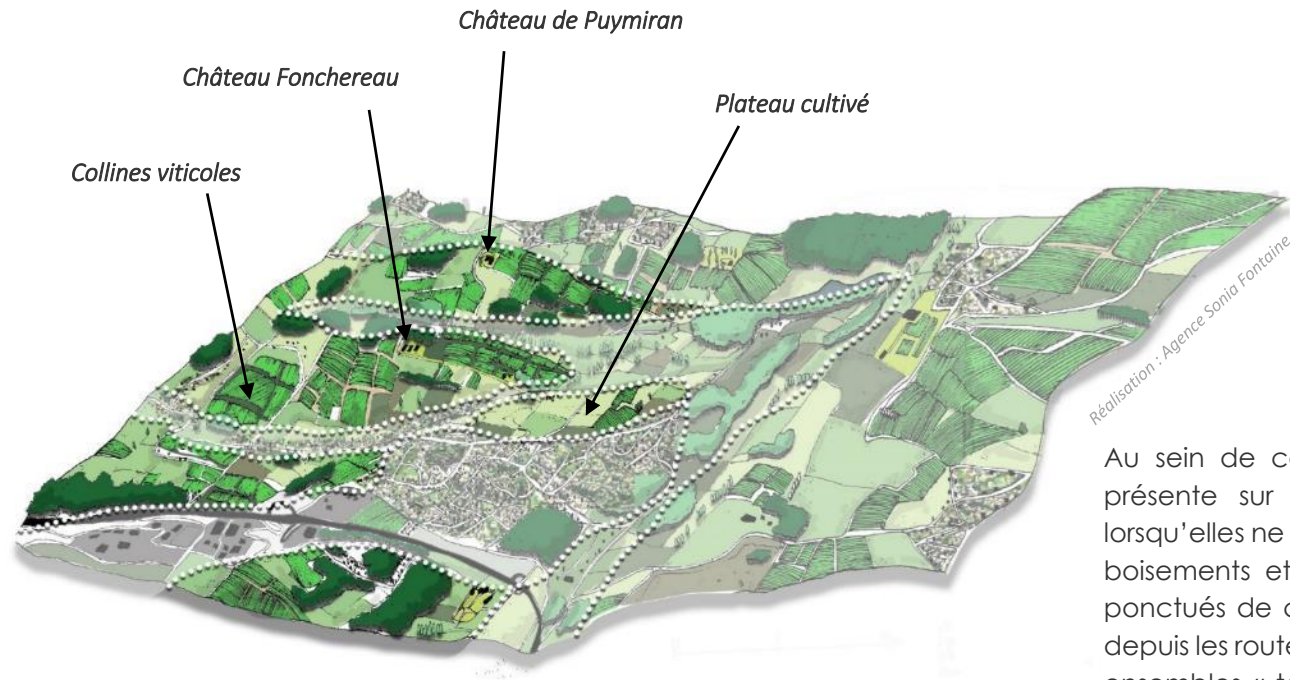 Château de Puymiran
Château Fonchereau
Plateau cultivé
Collines viticoles
Réalisation : Agence Sonia Fontaine
Au sein de
présente sur
lorsqu’elles ne
boisements et
ponctués de
depuis les